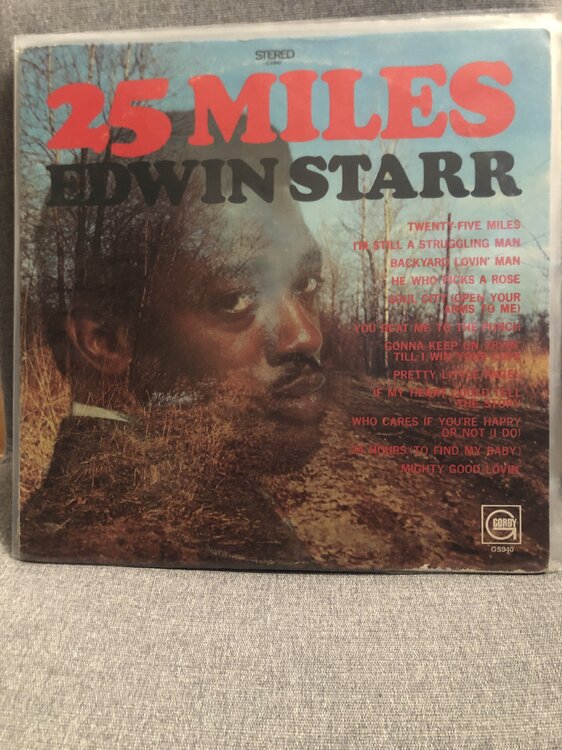 STEREO
GS940
25 MILES
EDWIN STARR
TWENTY-FIVE MILES
I'M STILL A STRUGGLING MAN
BACKYARD LOVIN' MAN
HE WHO PICKS A ROSE
SOUL CITY (OPEN YOUR
ARMS TO ME)
YOU BEAT ME TO THE PUNCH
GONNA KEEP ON TRYIN'
TILL I WIN YOUR LOVE
PRETTY LITTLE ANGEL
IF MY HEART COULD TELL
THE STORY
WHO CARES IF YOU'RE HAPPY
OR NOT (I DO)
24 HOURS (TO FIND MY BABY)
MIGHTY GOOD LOVIN'
GORDY
GS940